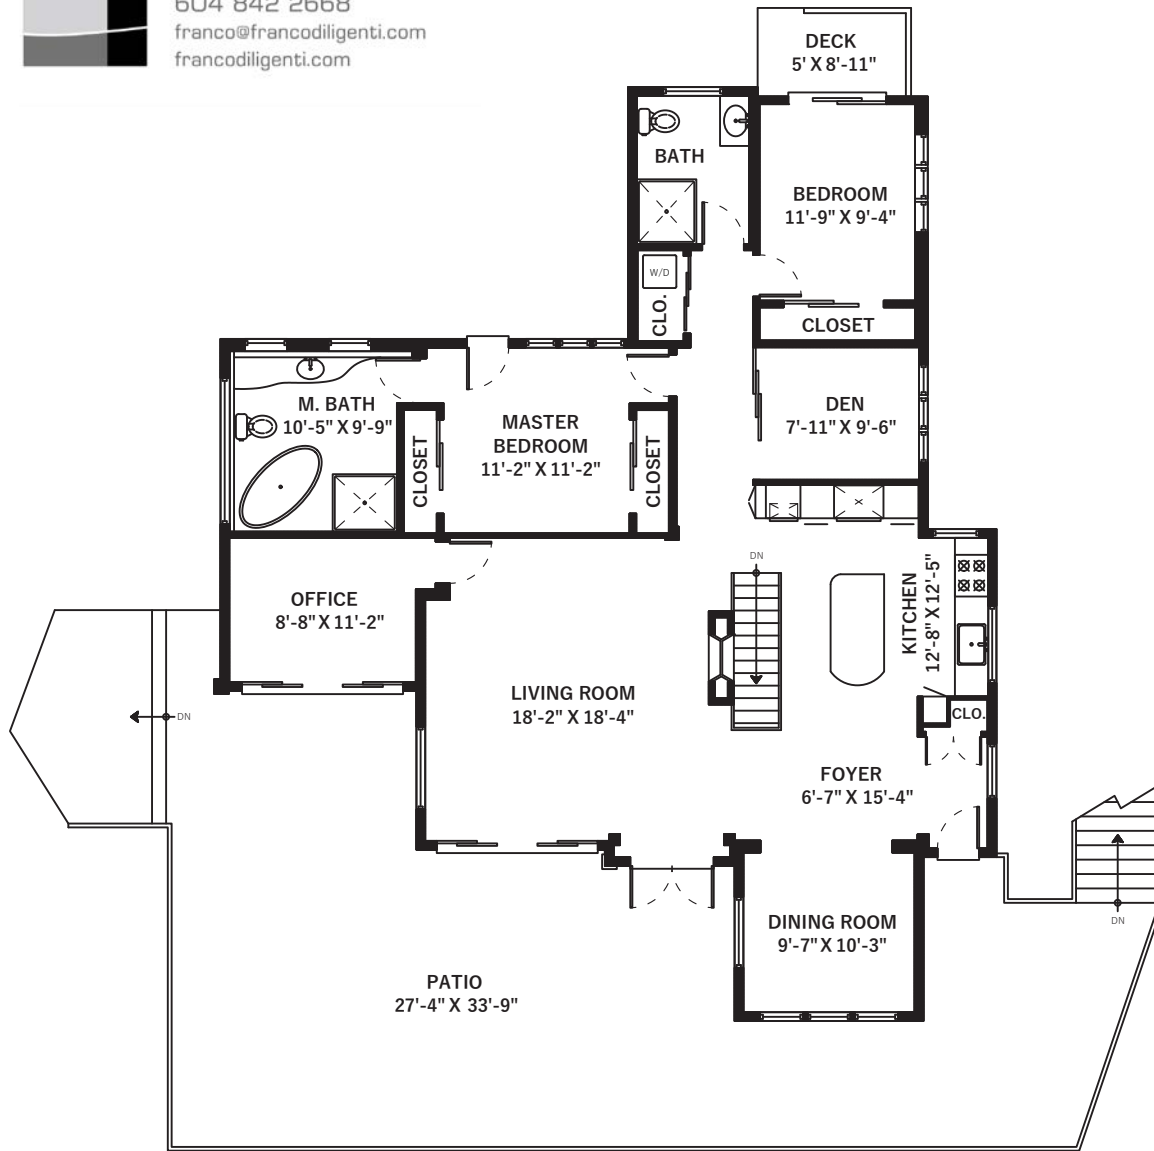 604 842 2668
franco@francodiligenti.com
francodiligenti.com
DECK
5' X 8'-11"
BATH
BEDROOM
11'-9" X 9'-4"
W/D
CLO.
CLOSET
M. BATH
10'-5" X 9'-9"
CLOSET
MASTER
BEDROOM
11'-2" X 11'-2"
CLOSET
DEN
7'-11" X 9'-6"
DN
OFFICE
8'-8" X 11'-2"
KITCHEN
12'-8" X 12'-5"
LIVING ROOM
18'-2" X 18'-4"
DN
CLO.
FOYER
6'-7" X 15'-4"
DINING ROOM
9'-7" X 10'-3"
DN
PATIO
27'-4" X 33'-9"